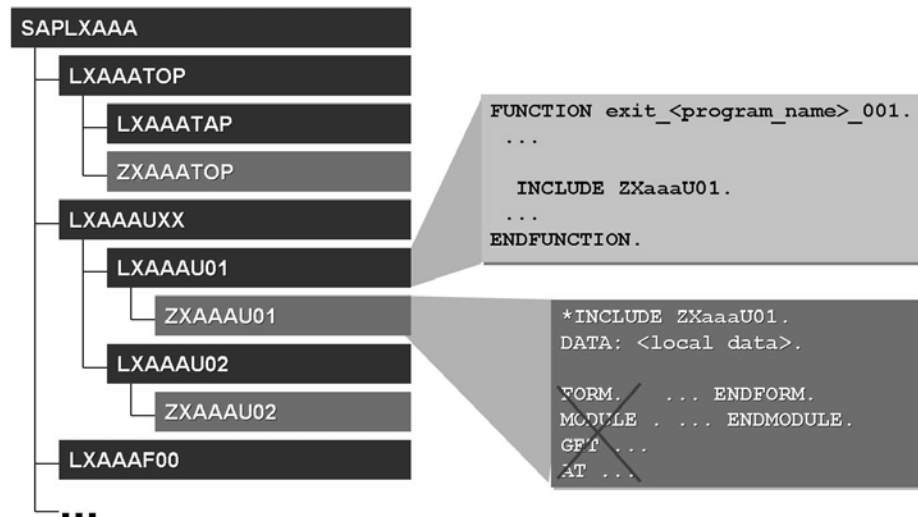 SAPLXAAA
LXAAATOP
LXAAATAP
ZXAAATOP
LXAAAUXX
LXAAAU01
ZXAAAU01
LXAAAU02
ZXAAAU02
LXAAAF00
...
FUNCTION exit_<program_name>_001.
...
INCLUDE ZXaaaU01.
...
ENDFUNCTION.
*INCLUDE ZXaaaU01.
DATA: <local data>.
FORM. ... ENDFORM.
MODULE . ... ENDMODULE.
GET ...
AT ...